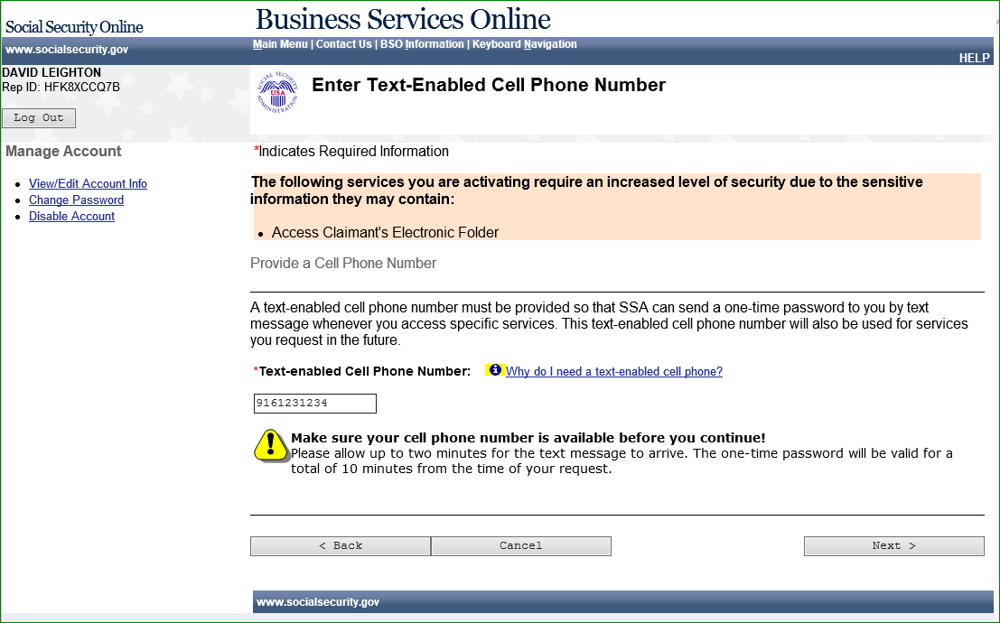 Social Security Online
Business Services Online
www.socialsecurity.gov
Main Menu | Contact Us | BSO Information | Keyboard Navigation
HELP
DAVID LEIGHTON
Rep ID: HFK8XCCQ7B
Log Out
SOCIAL SECURITY ADMINISTRATION
USA
Enter Text-Enabled Cell Phone Number
Manage Account
View/Edit Account Info
Change Password
Disable Account
*Indicates Required Information
The following services you are activating require an increased level of security due to the sensitive
information they may contain:
Access Claimant's Electronic Folder
Provide a Cell Phone Number
A text-enabled cell phone number must be provided so that SSA can send a one-time password to you by text
message whenever you access specific services. This text-enabled cell phone number will also be used for services
you request in the future.
*Text-enabled Cell Phone Number: Why do I need a text-enabled cell phone?
9161231234
Make sure your cell phone number is available before you continue!
Please allow up to two minutes for the text message to arrive. The one-time password will be valid for a
total of 10 minutes from the time of your request.
< Back
Cancel
Next >
www.socialsecurity.gov